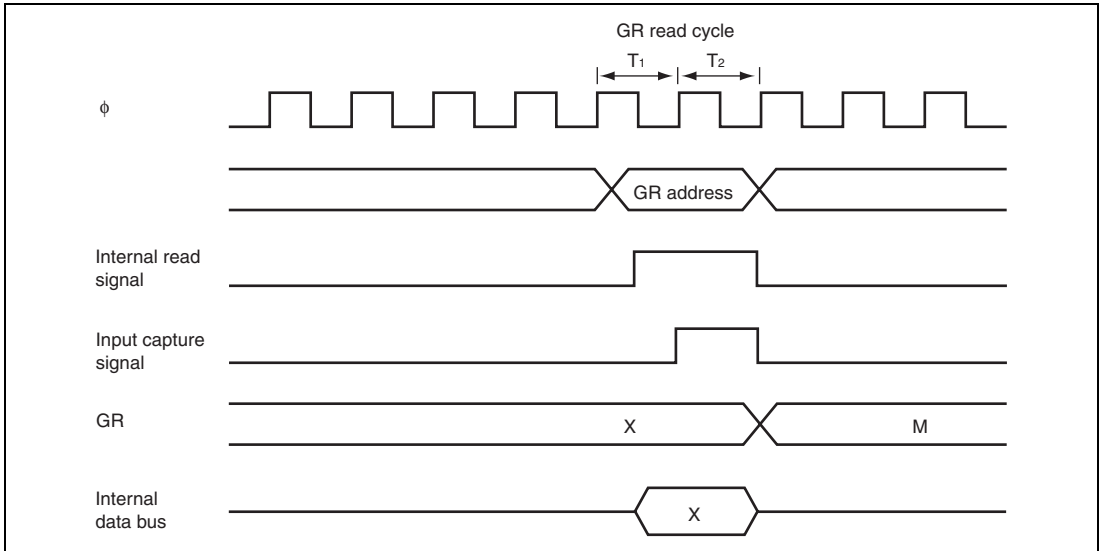 GR read cycle
T1 T2
ϕ
GR address
Internal read
signal
Input capture
signal
GR
X M
Internal
data bus
X